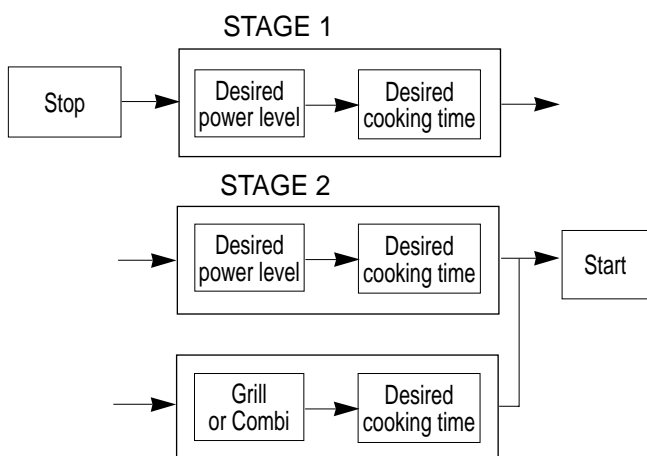 STAGE 1
Stop
Desired
power level
Desired
cooking time
STAGE 2
Desired
power level
Desired
cooking time
Start
Grill
or Combi
Desired
cooking time